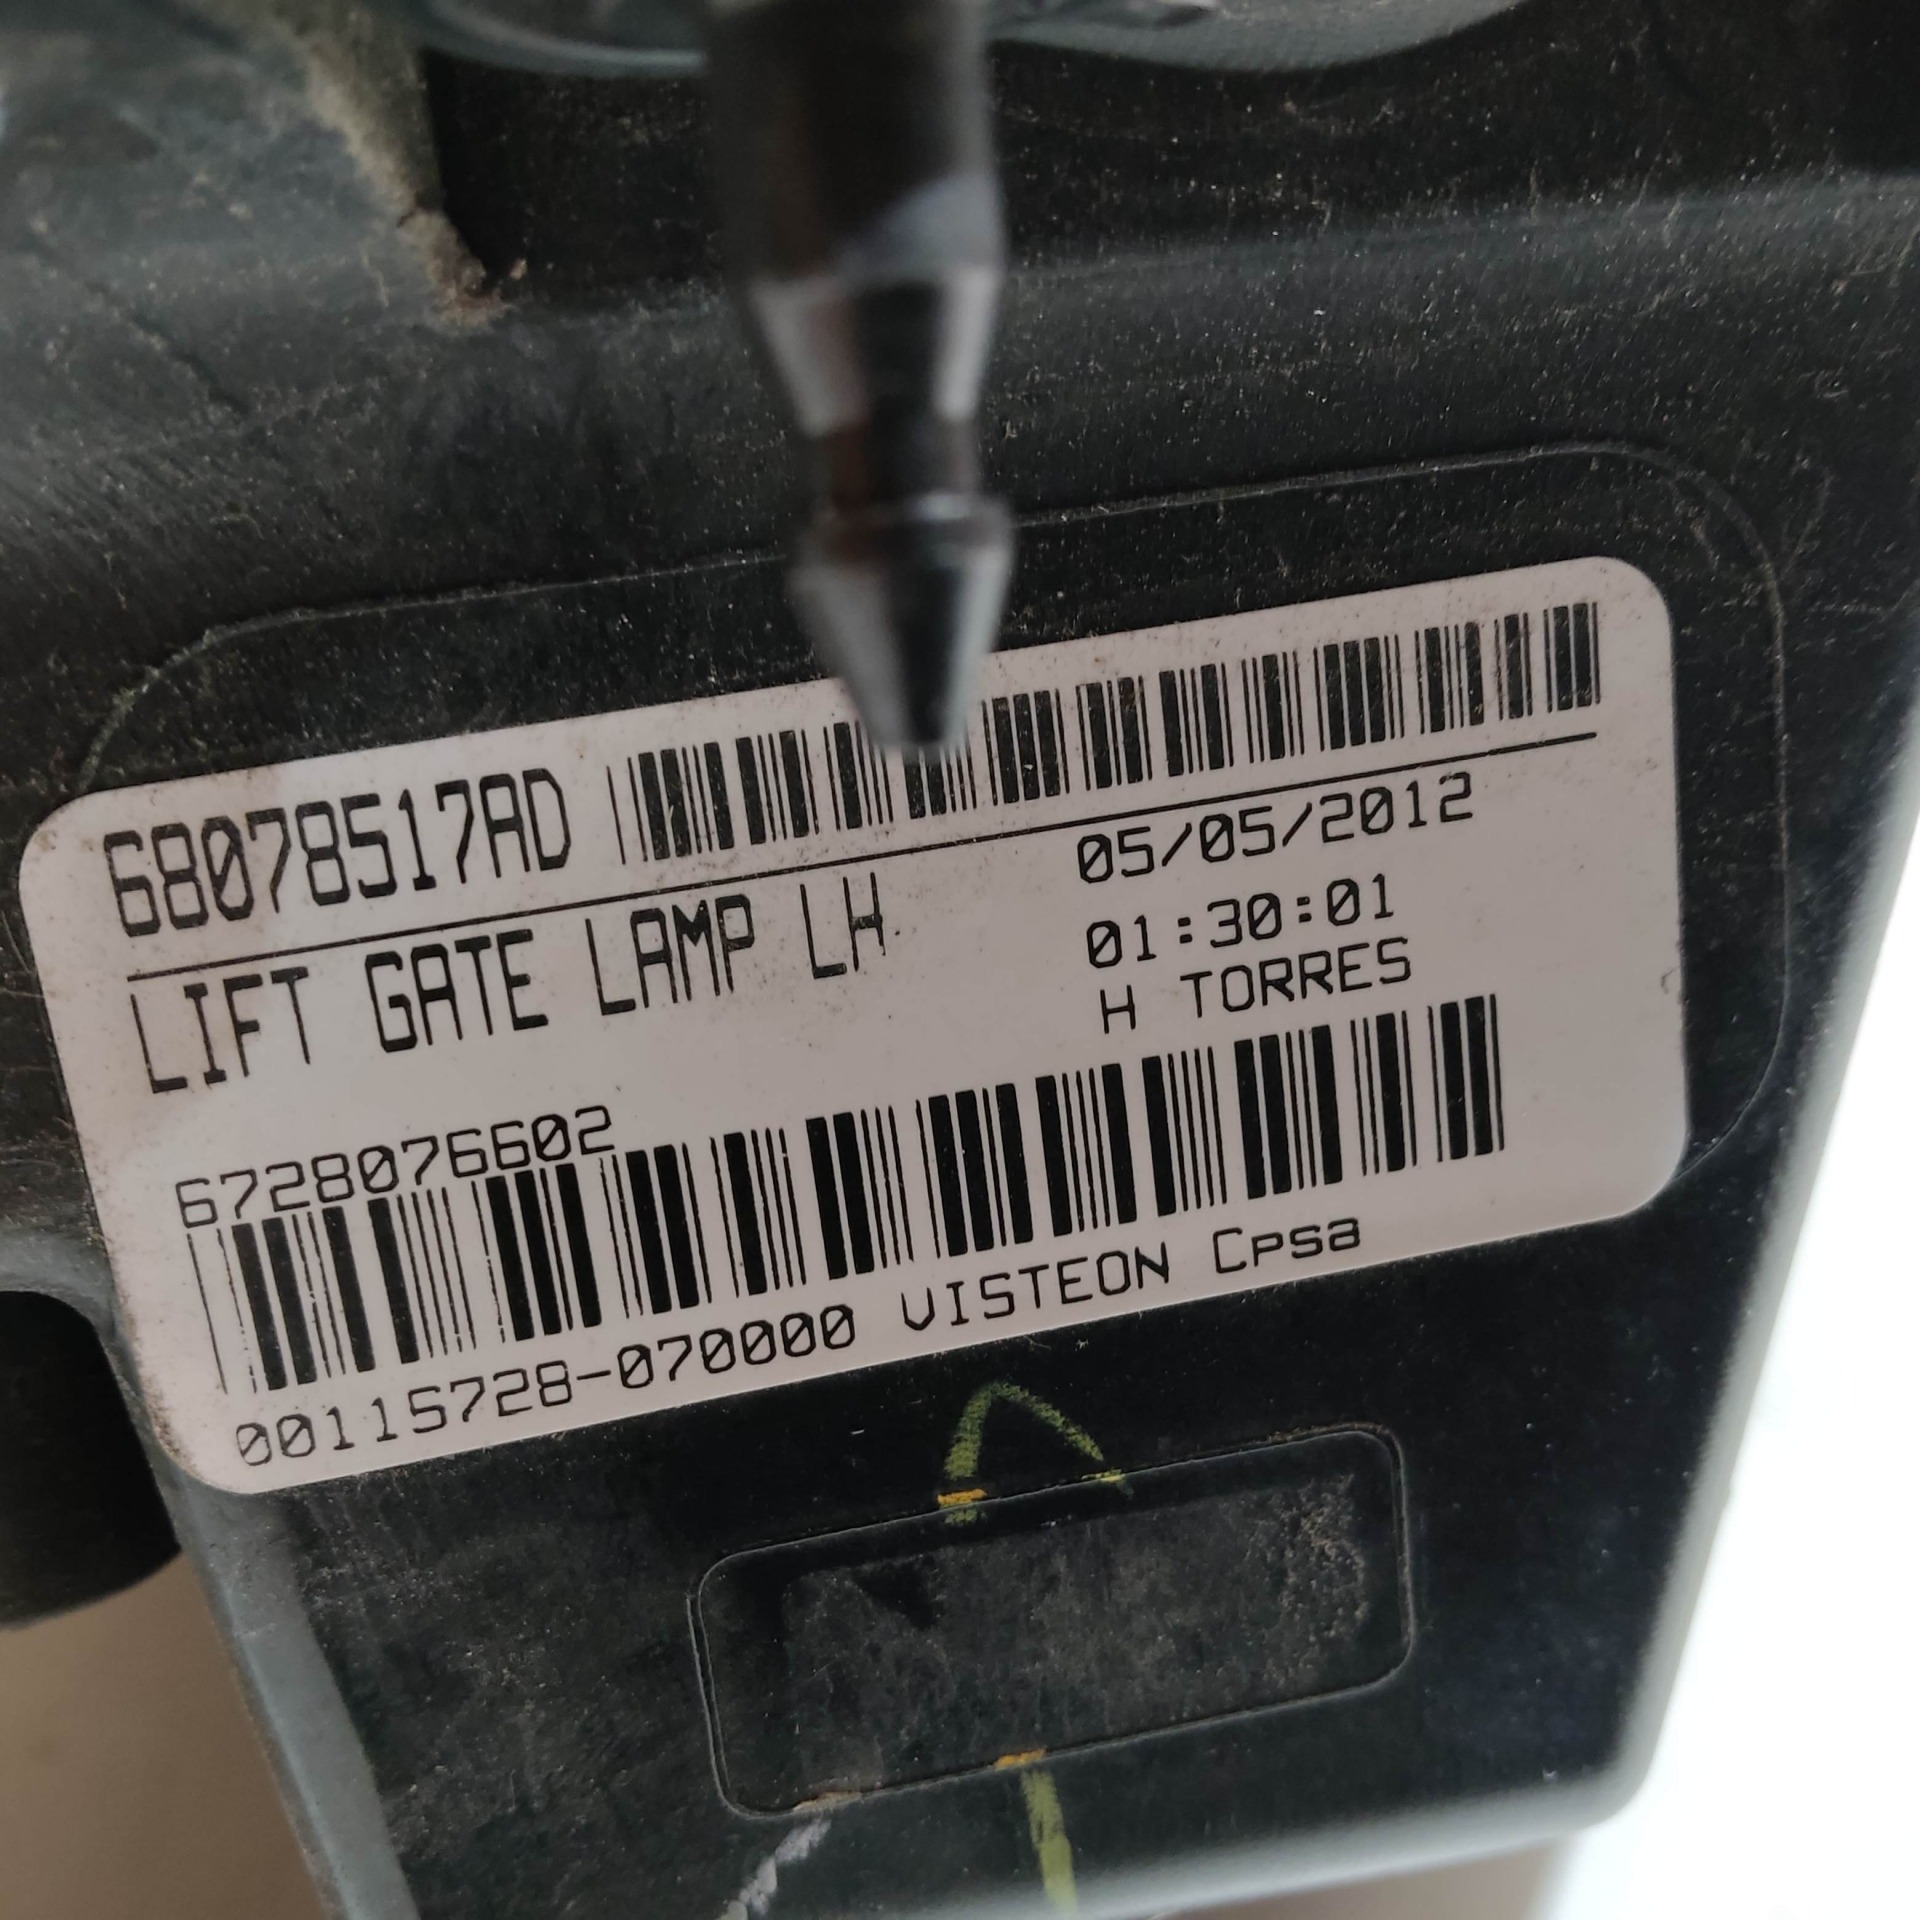 68078517AD
LIFT GATE LAMP LH
05/05/2012
01:30:01
H TORRES
6728076602
00115728-070000 VISTEON Cpsa